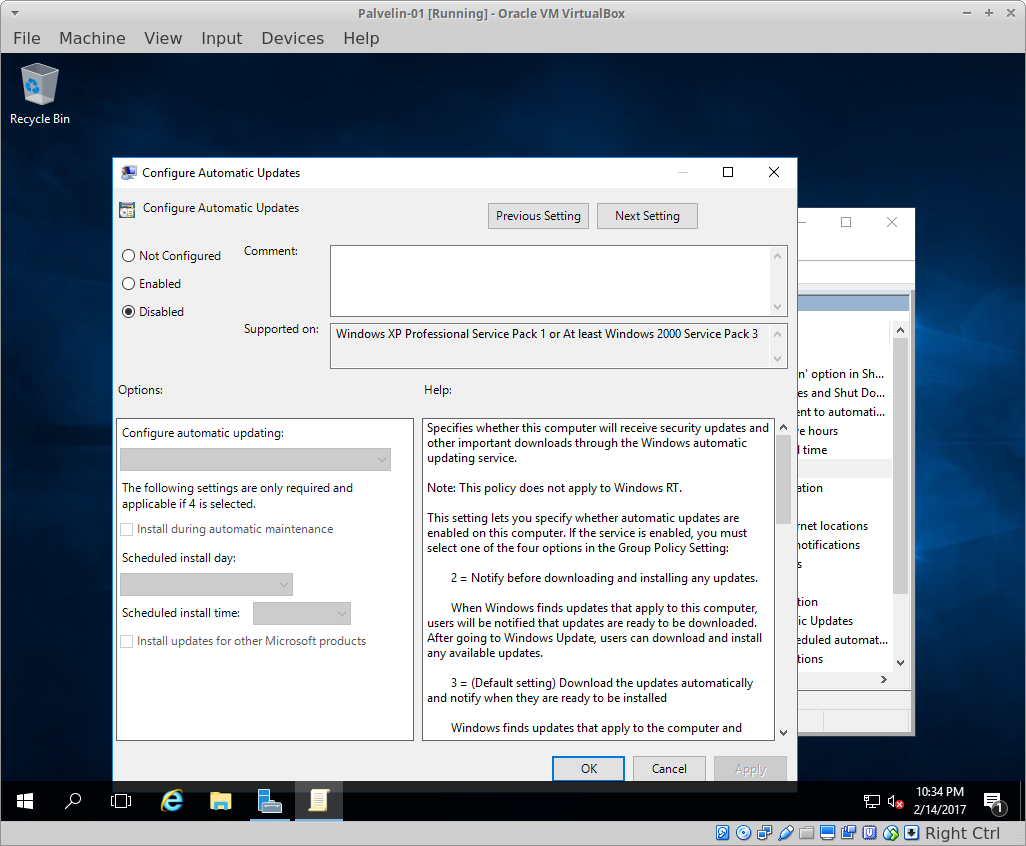 Palvelin-01 [Running] - Oracle VM VirtualBox
File Machine View Input Devices Help
Recycle Bin
Configure Automatic Updates
Configure Automatic Updates
Previous Setting
Next Setting
Not Configured
Enabled
Disabled
Comment:
Supported on:
Windows XP Professional Service Pack 1 or At least Windows 2000 Service Pack 3
Options:
Help:
Configure automatic updating:
The following settings are only required and
applicable if 4 is selected.
Install during automatic maintenance
Scheduled install day:
Scheduled install time:
Install updates for other Microsoft products
Specifies whether this computer will receive security updates and
other important downloads through the Windows automatic
updating service.
Note: This policy does not apply to Windows RT.
This setting lets you specify whether automatic updates are
enabled on this computer. If the service is enabled, you must
select one of the four options in the Group Policy Setting:
2 = Notify before downloading and installing any updates.
When Windows finds updates that apply to this computer,
users will be notified that updates are ready to be downloaded.
After going to Windows Update, users can download and install
any available updates.
3 = (Default setting) Download the updates automatically
and notify when they are ready to be installed
Windows finds updates that apply to the computer and
OK
Cancel
Apply
n' option in Sh...
es and Shut Do...
ent to automati...
e hours
l time
ation
rnet locations
notifications
s
tion
ic Updates
eduled automat...
tions
10:34 PM
2/14/2017
1
Right Ctrl